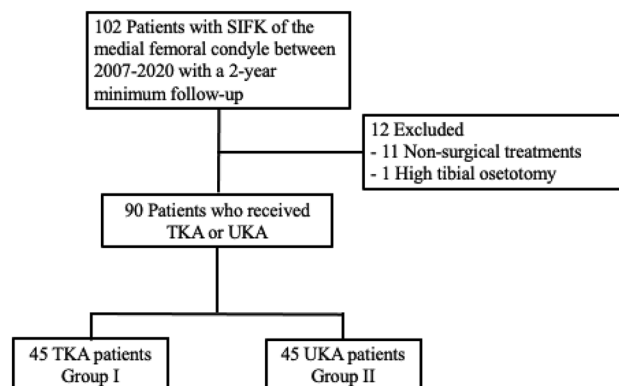 102 Patients with SIFK of the
medial femoral condyle between
2007-2020 with a 2-year
minimum follow-up
12 Excluded
- 11 Non-surgical treatments
- 1 High tibial osetotomy
90 Patients who received
TKA or UKA
45 TKA patients
Group I
45 UKA patients
Group II